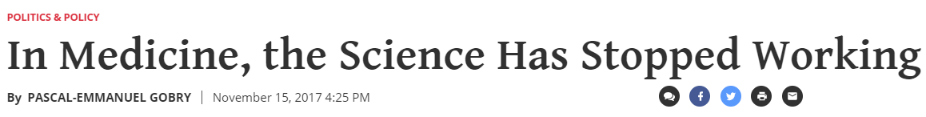 POLITICS & POLICY
In Medicine, the Science Has Stopped Working
By PASCAL-EMMANUEL GOBRY | November 15, 2017 4:25 PM